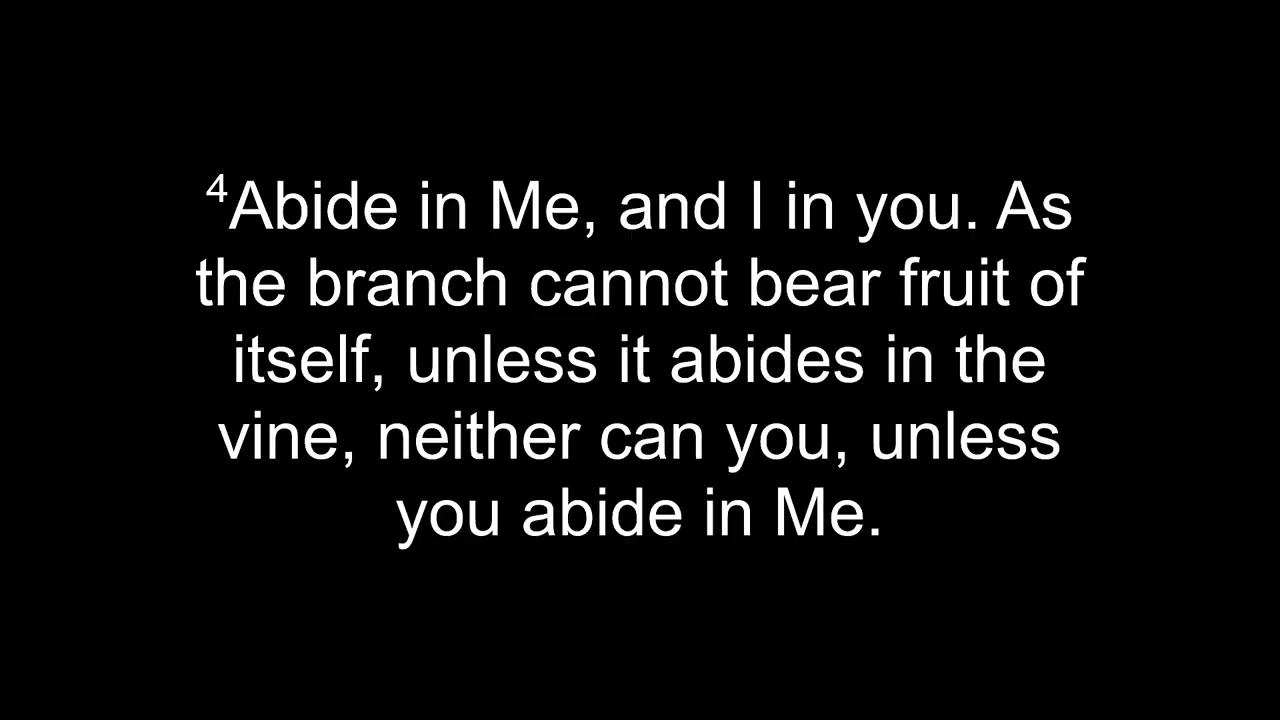 ⁴Abide in Me, and I in you. As
the branch cannot bear fruit of
itself, unless it abides in the
vine, neither can you, unless
you abide in Me.